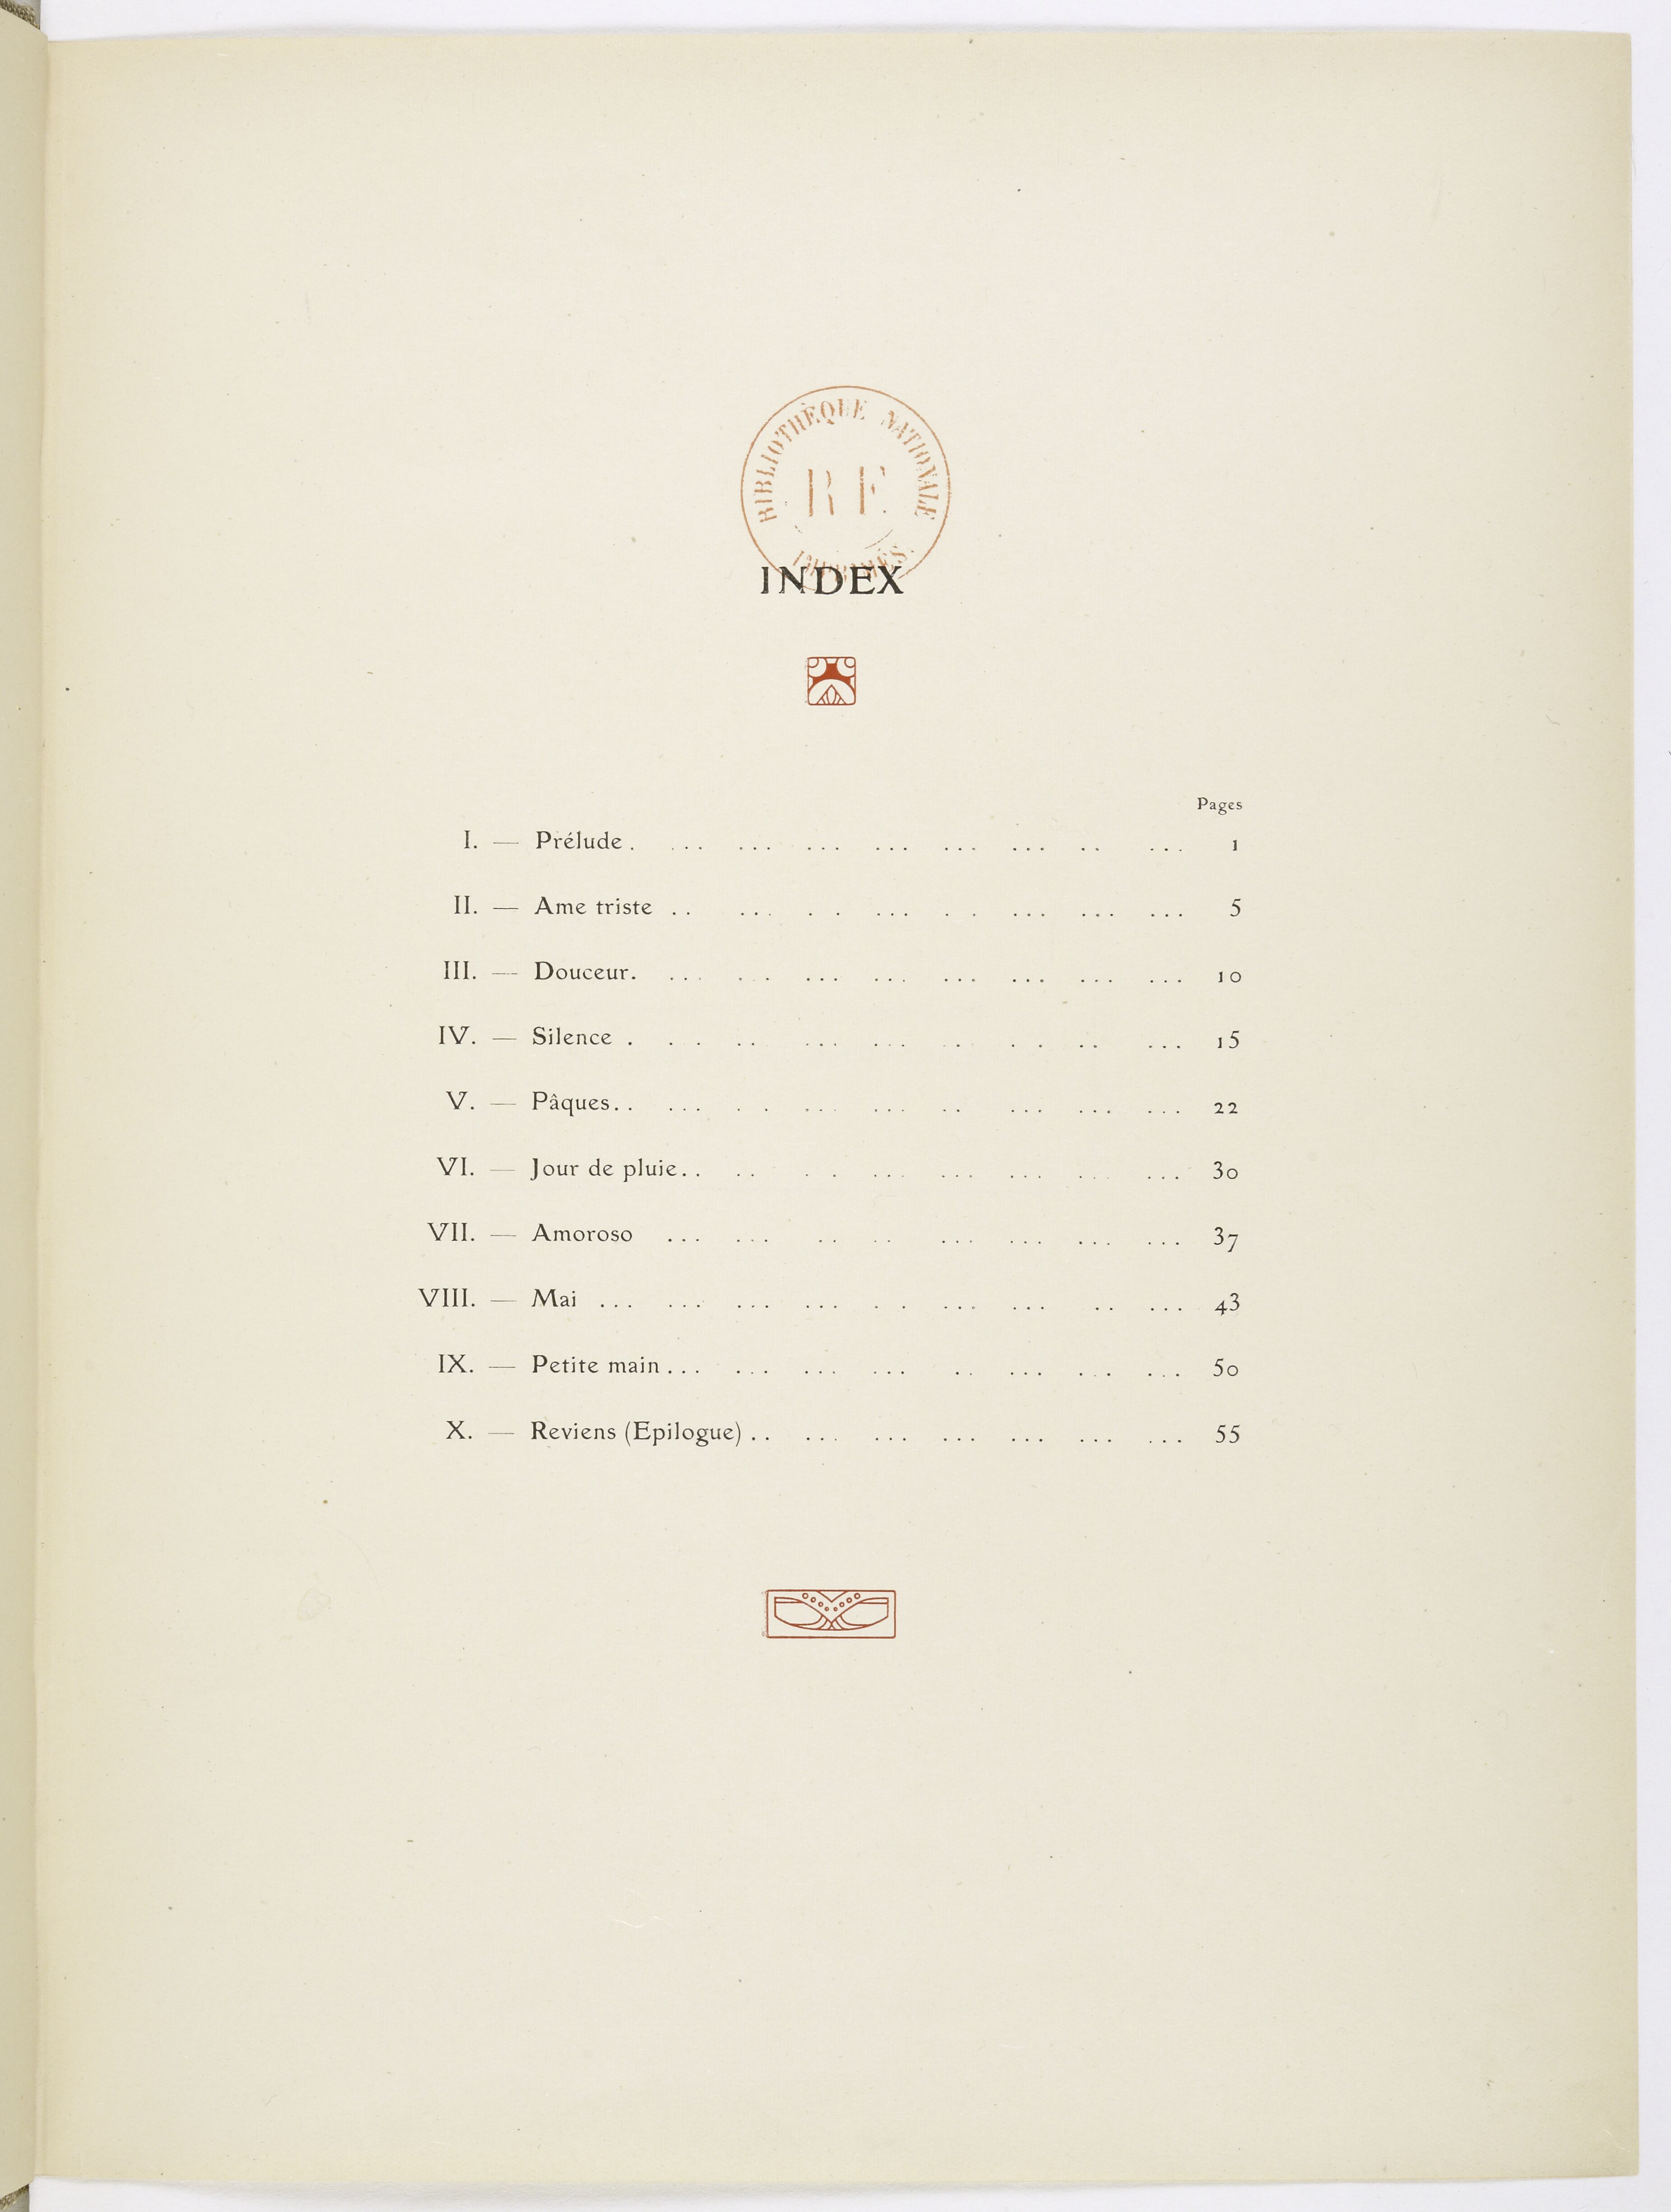 BIBLIOTHÈQUE NATIONALE
R F
IMPRIMÉS.
INDEX
Pages
I. — Prélude. ... ... ... ... ... ... .. ... 1
II. — Ame triste .. ... . . ... . . ... ... ... 5
III. — Douceur. ... ... ... ... ... ... ... ... 10
IV. — Silence . . . .. ... ... .. . . .. ... 15
V. — Pâques.. ... . . ... ... .. ... ... ... 22
VI. — Jour de pluie.. .. . . ... ... ... ... ... 30
VII. — Amoroso ... ... .. .. ... ... ... ... 37
VIII. — Mai ... ... ... ... . . ... ... .. ... 43
IX. — Petite main... ... ... ... .. ... ... ... 50
X. — Reviens (Epilogue).. ... ... ... ... ... ... 55